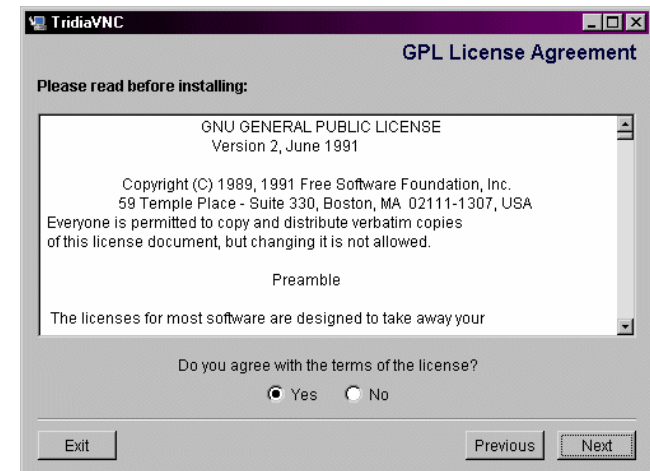 TridiaVNC
GPL License Agreement
Please read before installing:
GNU GENERAL PUBLIC LICENSE
Version 2, June 1991
Copyright (C) 1989, 1991 Free Software Foundation, Inc.
59 Temple Place - Suite 330, Boston, MA 02111-1307, USA
Everyone is permitted to copy and distribute verbatim copies
of this license document, but changing it is not allowed.
Preamble
The licenses for most software are designed to take away your
Do you agree with the terms of the license?
Yes No
Exit Previous Next